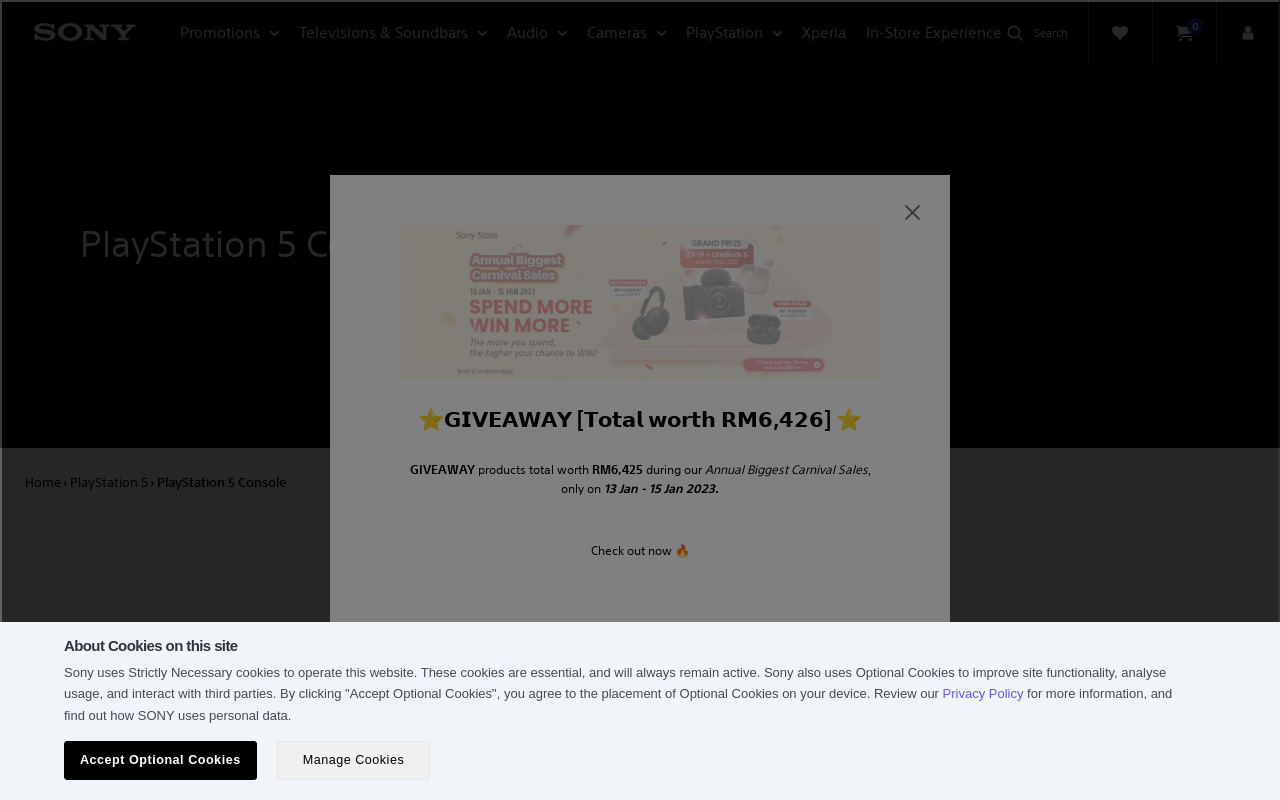 SONY
Promotions
Televisions & Soundbars
Audio
Cameras
PlayStation
Xperia
In-Store Experience
Search
0
PlayStation 5 Co
Sony Store
Annual Biggest
Carnival Sales
13 JAN - 15 JAN 2023
SPEND MORE
WIN MORE
The more you spend,
the higher your chance to WIN!
GRAND PRIZE
⭐GIVEAWAY [Total worth RM6,426] ⭐
GIVEAWAY products total worth RM6,425 during our Annual Biggest Carnival Sales,
only on 13 Jan - 15 Jan 2023.
Check out now 🔥
Home › PlayStation 5 › PlayStation 5 Console
About Cookies on this site
Sony uses Strictly Necessary cookies to operate this website. These cookies are essential, and will always remain active. Sony also uses Optional Cookies to improve site functionality, analyse
usage, and interact with third parties. By clicking "Accept Optional Cookies", you agree to the placement of Optional Cookies on your device. Review our Privacy Policy for more information, and
find out how SONY uses personal data.
Accept Optional Cookies
Manage Cookies